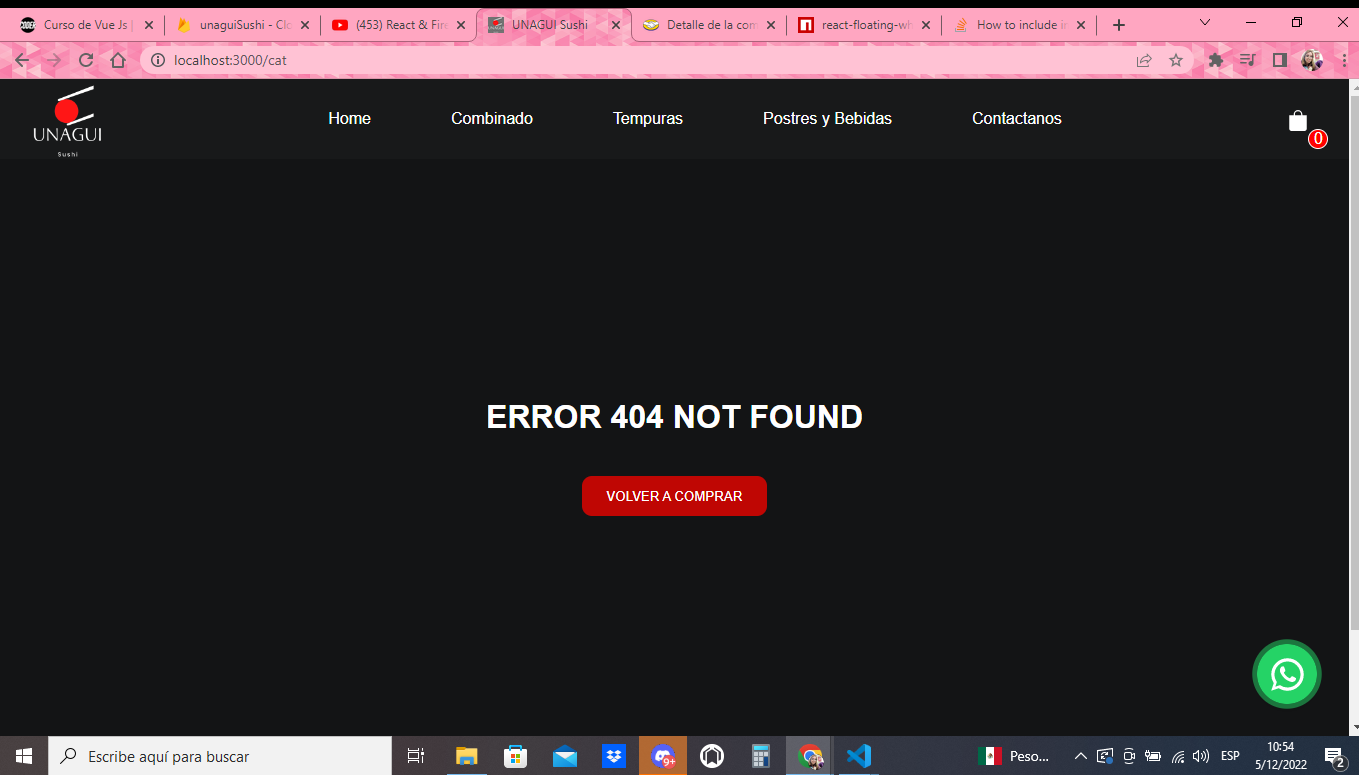 Curso de Vue Js |
unaguiSushi - Clo
(453) React & Fire
UNAGUI Sushi
Detalle de la com
react-floating-wh
How to include in
localhost:3000/cat
UNAGUI
Sushi
Home
Combinado
Tempuras
Postres y Bebidas
Contactanos
0
ERROR 404 NOT FOUND
VOLVER A COMPRAR
Escribe aquí para buscar
9+
Peso...
ESP
10:54
5/12/2022
2